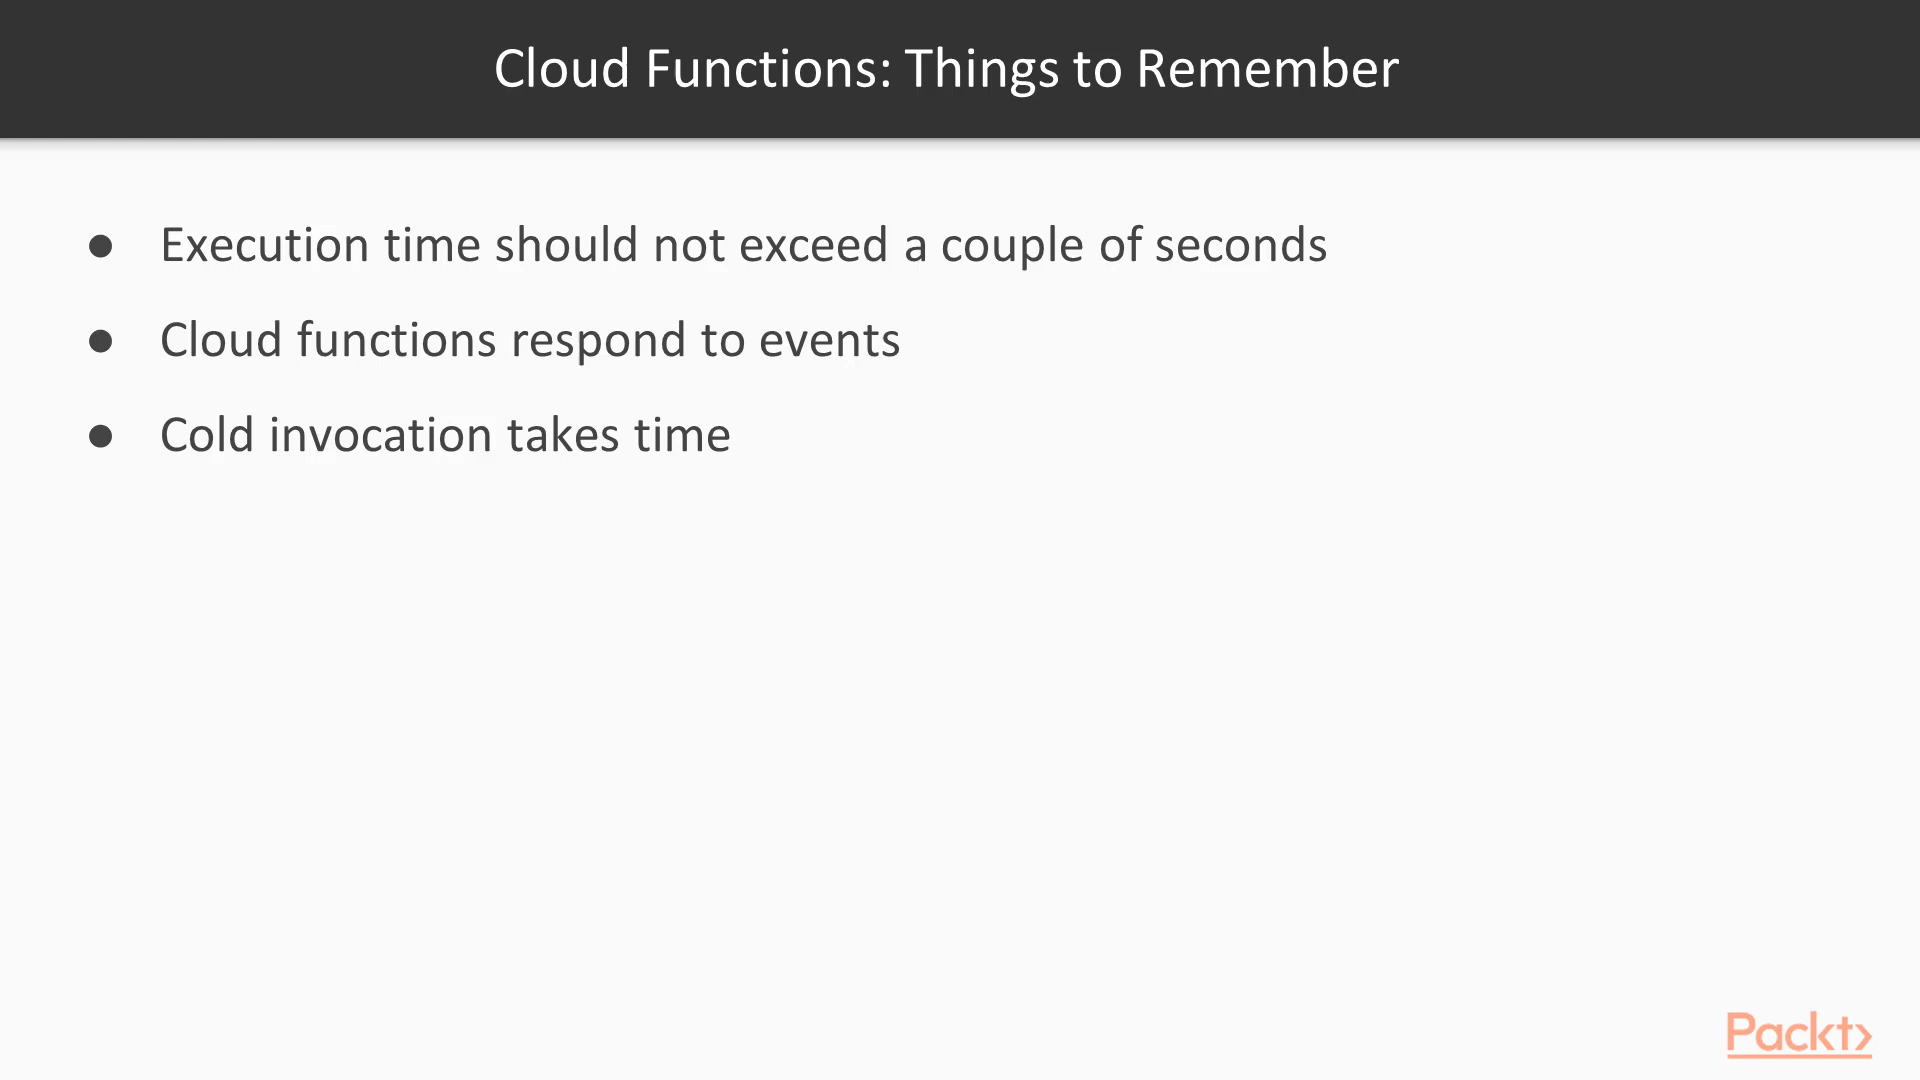 Cloud Functions: Things to Remember
● Execution time should not exceed a couple of seconds
● Cloud functions respond to events
● Cold invocation takes time
Packt>